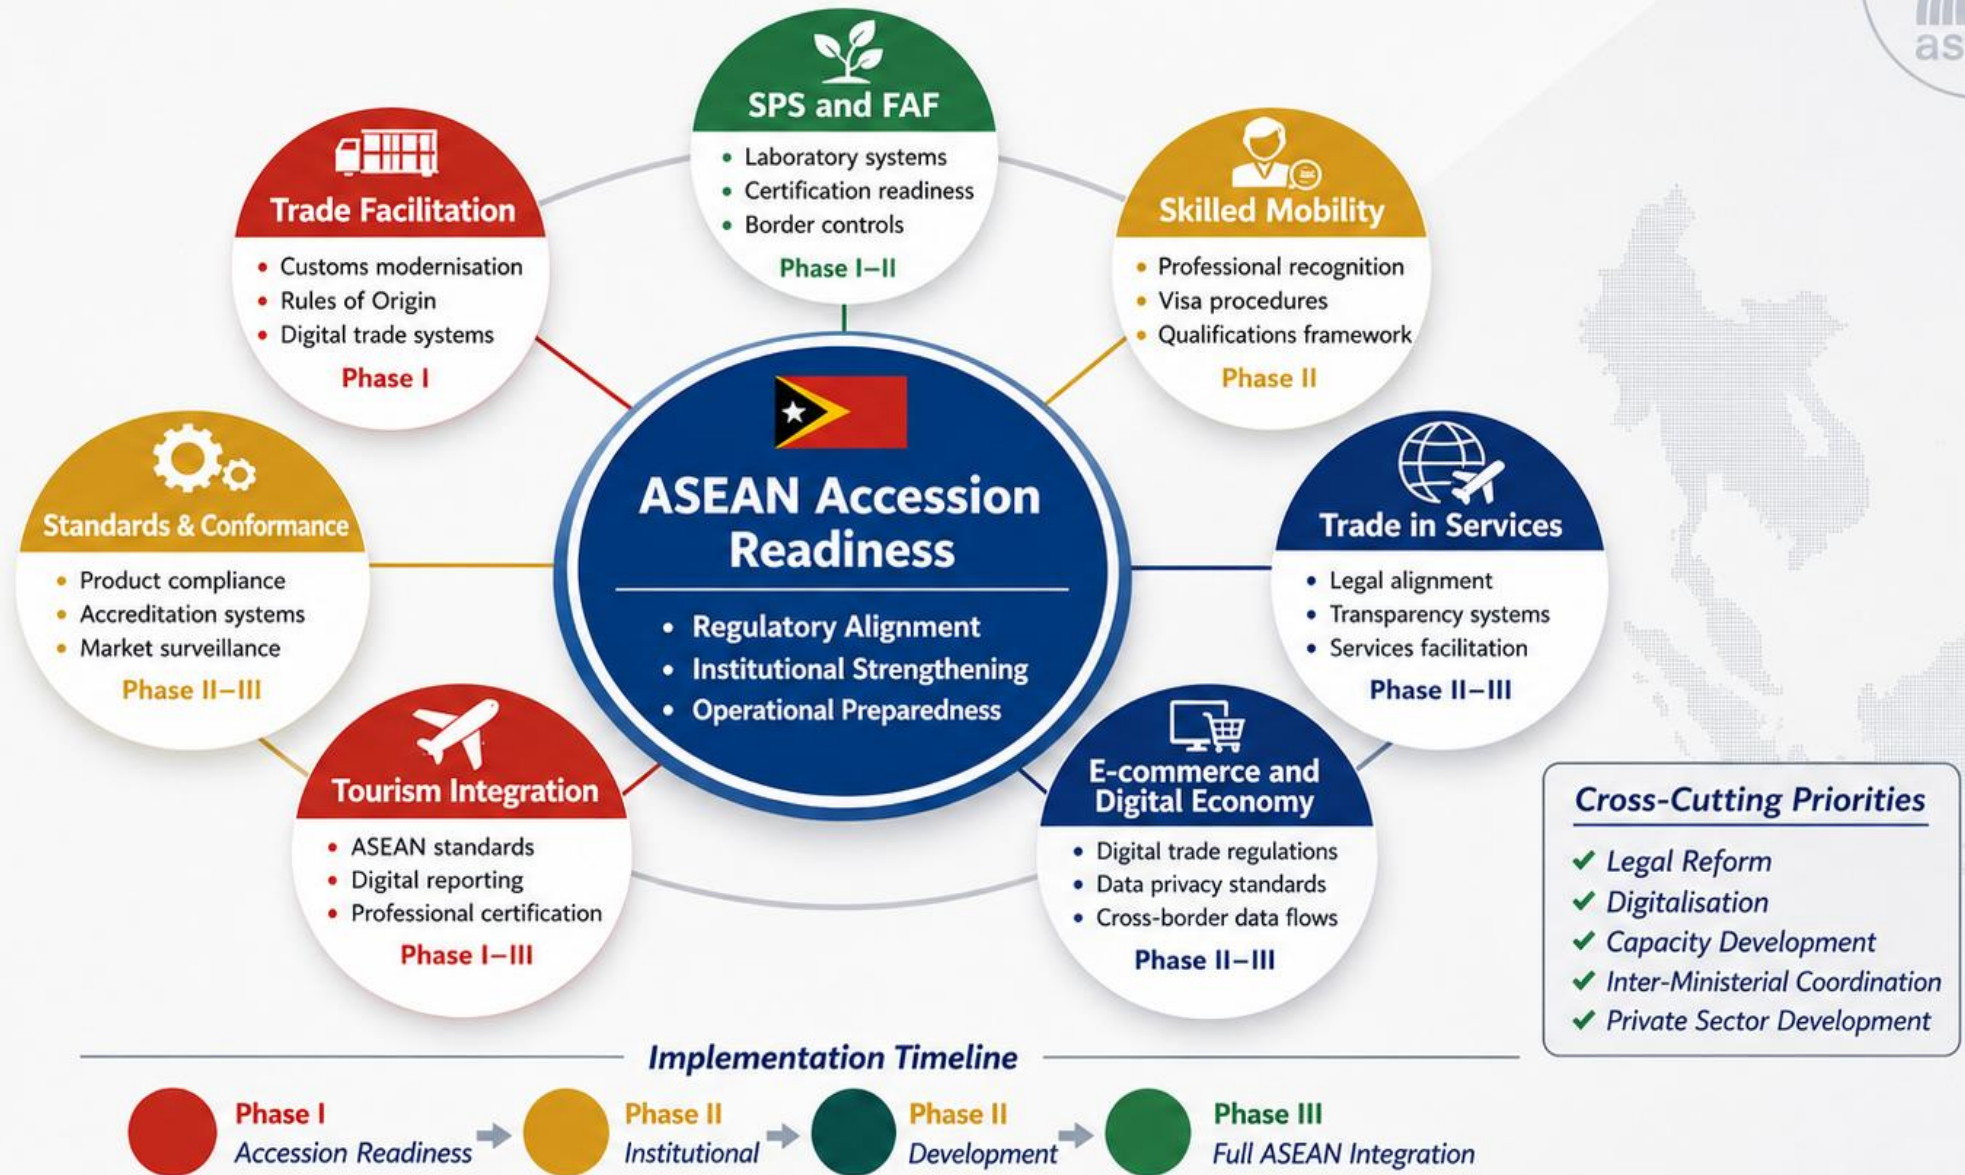 SPS and FAF
• Laboratory systems
• Certification readiness
• Border controls
Phase I–II
Trade Facilitation
• Customs modernisation
• Rules of Origin
• Digital trade systems
Phase I
Skilled Mobility
• Professional recognition
• Visa procedures
• Qualifications framework
Phase II
ASEAN Accession
Readiness
• Regulatory Alignment
• Institutional Strengthening
• Operational Preparedness
Standards & Conformance
• Product compliance
• Accreditation systems
• Market surveillance
Phase II–III
Trade in Services
• Legal alignment
• Transparency systems
• Services facilitation
Phase II–III
Tourism Integration
• ASEAN standards
• Digital reporting
• Professional certification
Phase I–III
E-commerce and
Digital Economy
• Digital trade regulations
• Data privacy standards
• Cross-border data flows
Phase II–III
Cross-Cutting Priorities
✓ Legal Reform
✓ Digitalisation
✓ Capacity Development
✓ Inter-Ministerial Coordination
✓ Private Sector Development
Implementation Timeline
Phase I
Accession Readiness
Phase II
Institutional
Phase II
Development
Phase III
Full ASEAN Integration